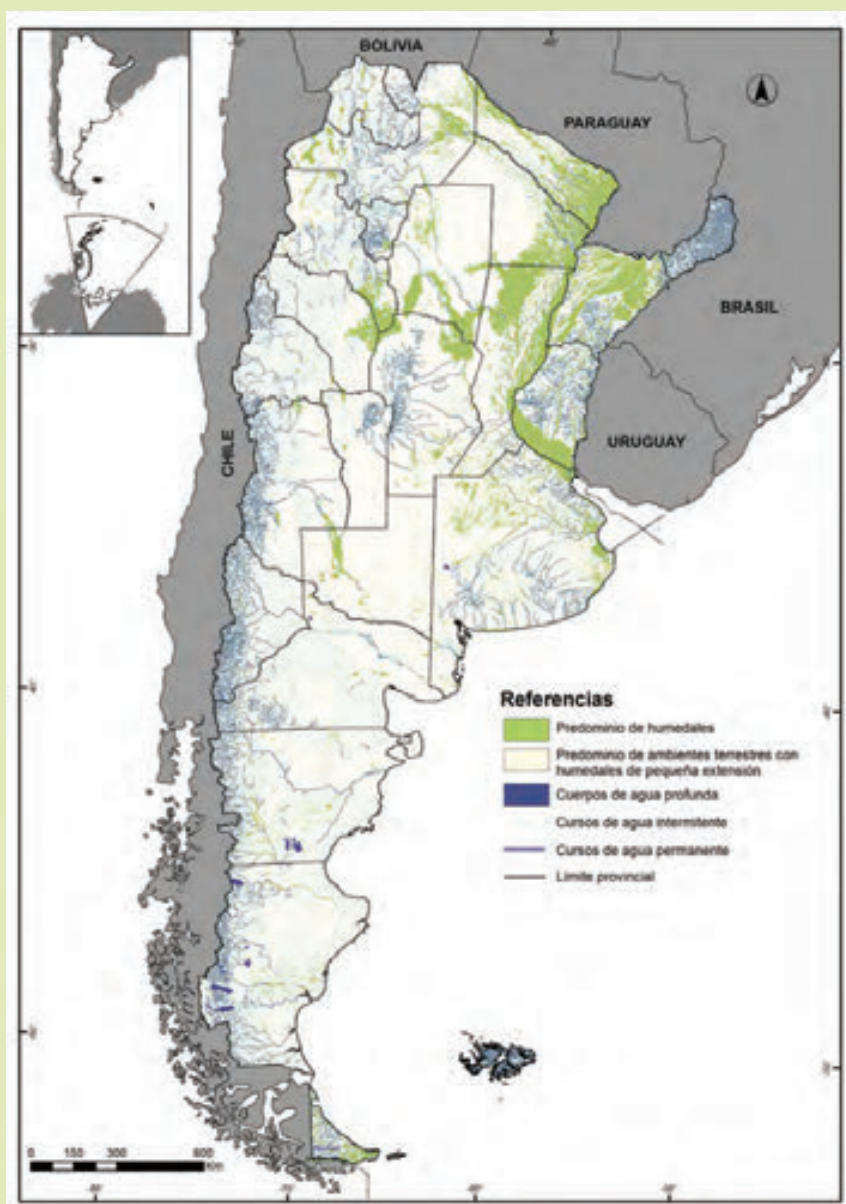 BOLIVIA
PARAGUAY
BRASIL
CHILE
URUGUAY
Referencias
Predominio de humedales
Predominio de ambientes terrestres con
humedales de pequeña extensión
Cuerpos de agua profunda
Cursos de agua intermitente
Cursos de agua permanente
Límite provincial
0 150 300 600
Km